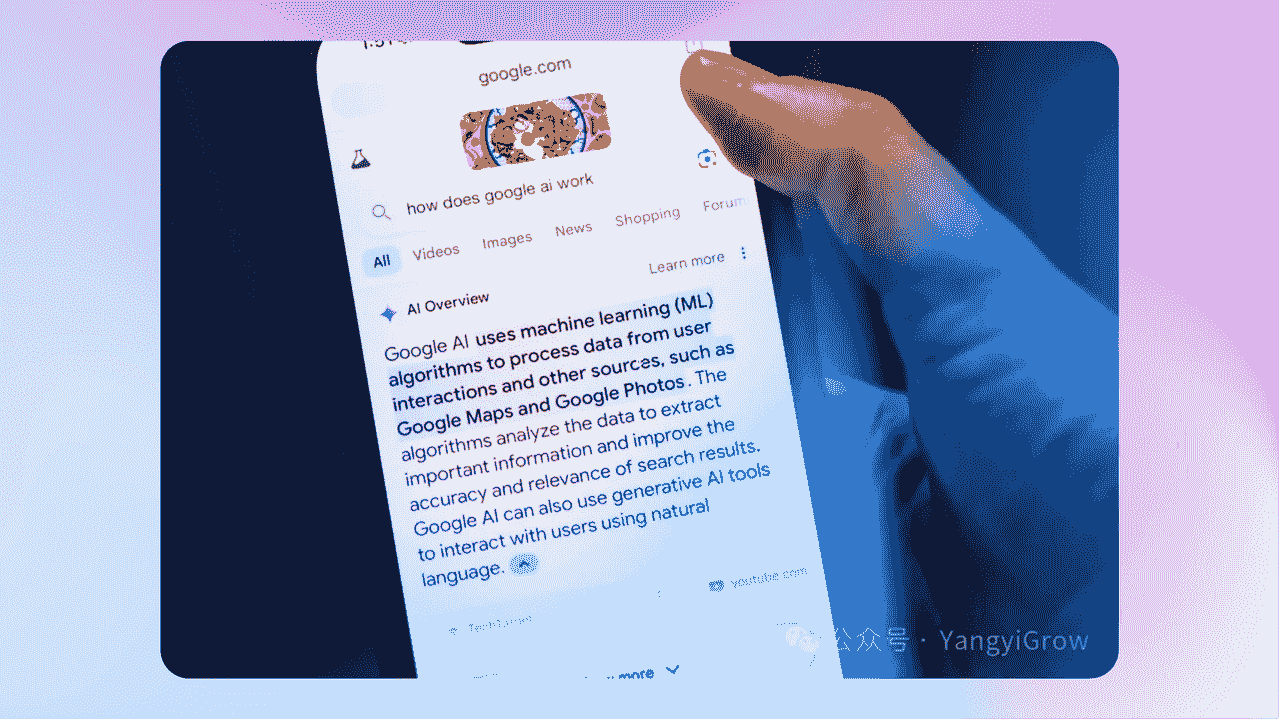 google.com
how does google ai work
All Videos Images News Shopping Forum
Learn more
AI Overview
Google AI uses machine learning (ML)
algorithms to process data from user
interactions and other sources, such as
Google Maps and Google Photos. The
algorithms analyze the data to extract
important information and improve the
accuracy and relevance of search results.
Google AI can also use generative AI tools
to interact with users using natural
language.
youtube.com
TechTarget
more
公众号 · YangyiGrow